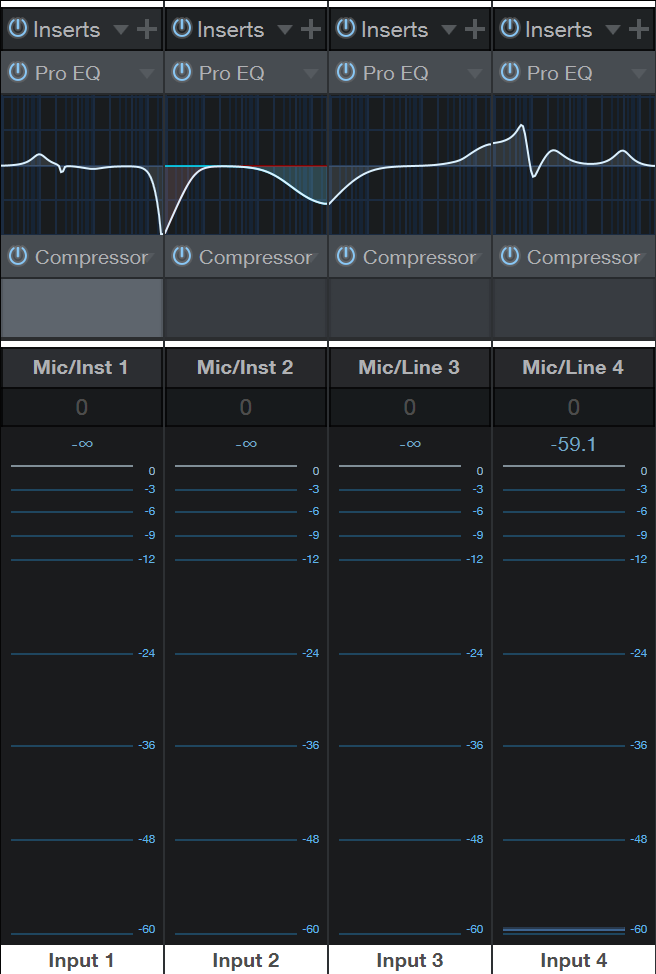 Inserts Inserts Inserts Inserts
Pro EQ Pro EQ Pro EQ Pro EQ
Compressor Compressor Compressor Compressor
Mic/Inst 1 Mic/Inst 2 Mic/Line 3 Mic/Line 4
0 0 0 0
-∞ -∞ -∞ -59.1
0 0 0 0
-3 -3 -3 -3
-6 -6 -6 -6
-9 -9 -9 -9
-12 -12 -12 -12
-24 -24 -24 -24
-36 -36 -36 -36
-48 -48 -48 -48
-60 -60 -60 -60
Input 1 Input 2 Input 3 Input 4